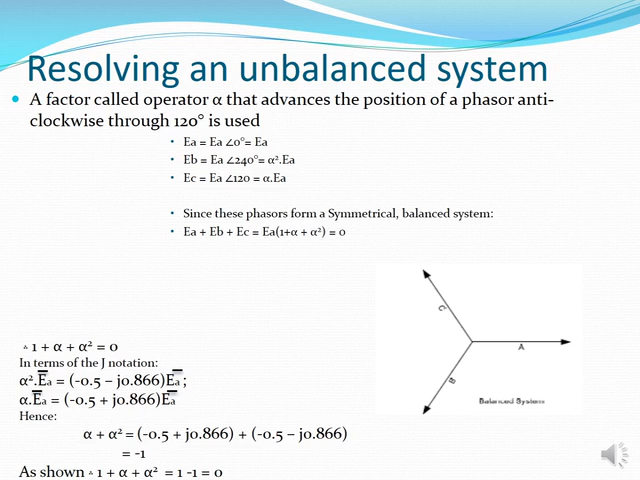 Resolving an unbalanced system
• A factor called operator α that advances the position of a phasor anti-
clockwise through 120° is used
• Ea = Ea ∠0°= Ea
• Eb = Ea ∠240°= α².Ea
• Ec = Ea ∠120 = α.Ea
• Since these phasors form a Symmetrical, balanced system:
• Ea + Eb + Ec = Ea(1+α + α²) = 0
∴ 1 + α + α² = 0
In terms of the J notation:
α².E̅a = (-0.5 – j0.866)E̅a ;
α.E̅a = (-0.5 + j0.866)E̅a
Hence:
α + α² = (-0.5 + j0.866) + (-0.5 – j0.866)
= -1
As shown ∴ 1 + α + α² = 1 -1 = 0
C
A
B
Balanced System